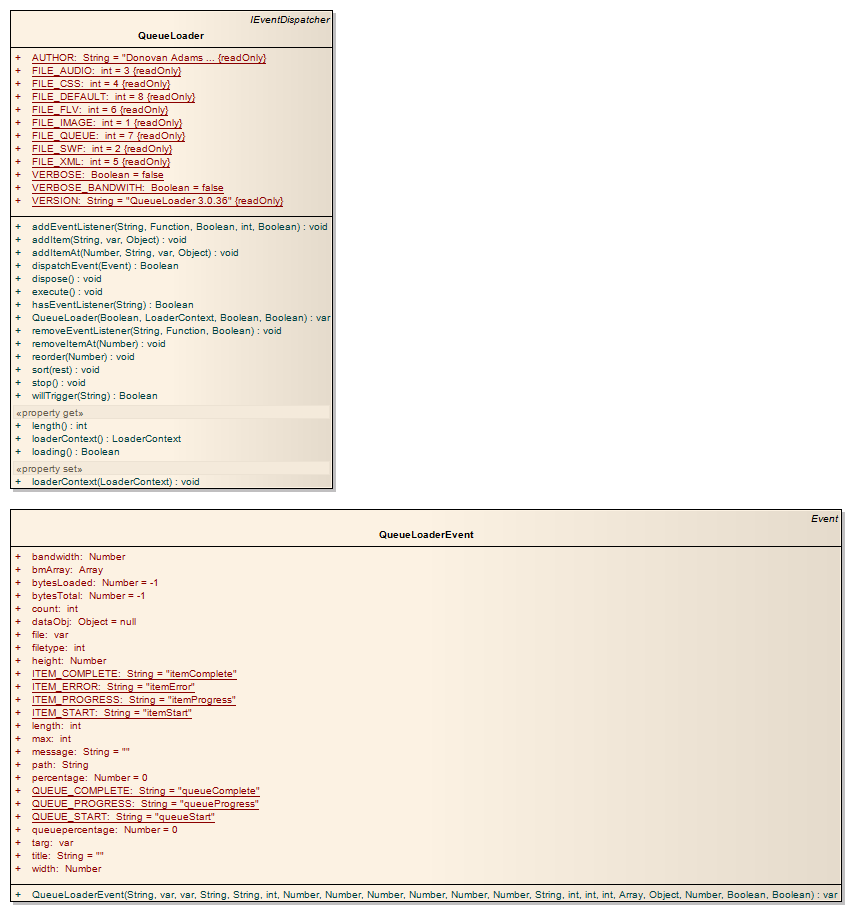 IEventDispatcher
QueueLoader
+ AUTHOR: String = "Donovan Adams ... {readOnly}
+ FILE_AUDIO: int = 3 {readOnly}
+ FILE_CSS: int = 4 {readOnly}
+ FILE_DEFAULT: int = 8 {readOnly}
+ FILE_FLV: int = 6 {readOnly}
+ FILE_IMAGE: int = 1 {readOnly}
+ FILE_QUEUE: int = 7 {readOnly}
+ FILE_SWF: int = 2 {readOnly}
+ FILE_XML: int = 5 {readOnly}
+ VERBOSE: Boolean = false
+ VERBOSE_BANDWITH: Boolean = false
+ VERSION: String = "QueueLoader 3.0.36" {readOnly}
+ addEventListener(String, Function, Boolean, int, Boolean) : void
+ addItem(String, var, Object) : void
+ addItemAt(Number, String, var, Object) : void
+ dispatchEvent(Event) : Boolean
+ dispose() : void
+ execute() : void
+ hasEventListener(String) : Boolean
+ QueueLoader(Boolean, LoaderContext, Boolean, Boolean) : var
+ removeEventListener(String, Function, Boolean) : void
+ removeItemAt(Number) : void
+ reorder(Number) : void
+ sort(rest) : void
+ stop() : void
+ willTrigger(String) : Boolean
«property get»
+ length() : int
+ loaderContext() : LoaderContext
+ loading() : Boolean
«property set»
+ loaderContext(LoaderContext) : void
Event
QueueLoaderEvent
+ bandwidth: Number
+ bmArray: Array
+ bytesLoaded: Number = -1
+ bytesTotal: Number = -1
+ count: int
+ dataObj: Object = null
+ file: var
+ filetype: int
+ height: Number
+ ITEM_COMPLETE: String = "itemComplete"
+ ITEM_ERROR: String = "itemError"
+ ITEM_PROGRESS: String = "itemProgress"
+ ITEM_START: String = "itemStart"
+ length: int
+ max: int
+ message: String = ""
+ path: String
+ percentage: Number = 0
+ QUEUE_COMPLETE: String = "queueComplete"
+ QUEUE_PROGRESS: String = "queueProgress"
+ QUEUE_START: String = "queueStart"
+ queuepercentage: Number = 0
+ targ: var
+ title: String = ""
+ width: Number
+ QueueLoaderEvent(String, var, var, String, String, int, Number, Number, Number, Number, Number, Number, String, int, int, int, Array, Object, Number, Boolean, Boolean) : var